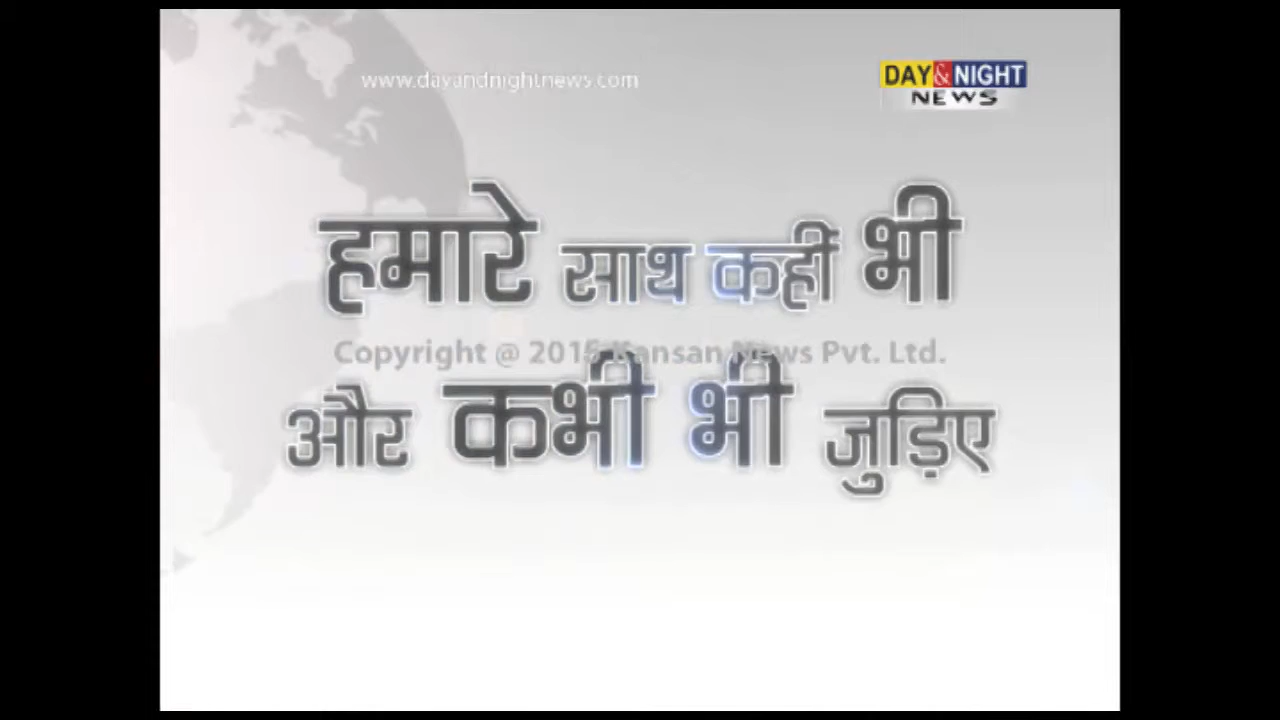 www.dayandnightnews.com
DAY&NIGHT
NEWS
हमारे साथ कहीं भी
Copyright @ 2015 Kansan News Pvt. Ltd.
और कभी भी जुड़िए